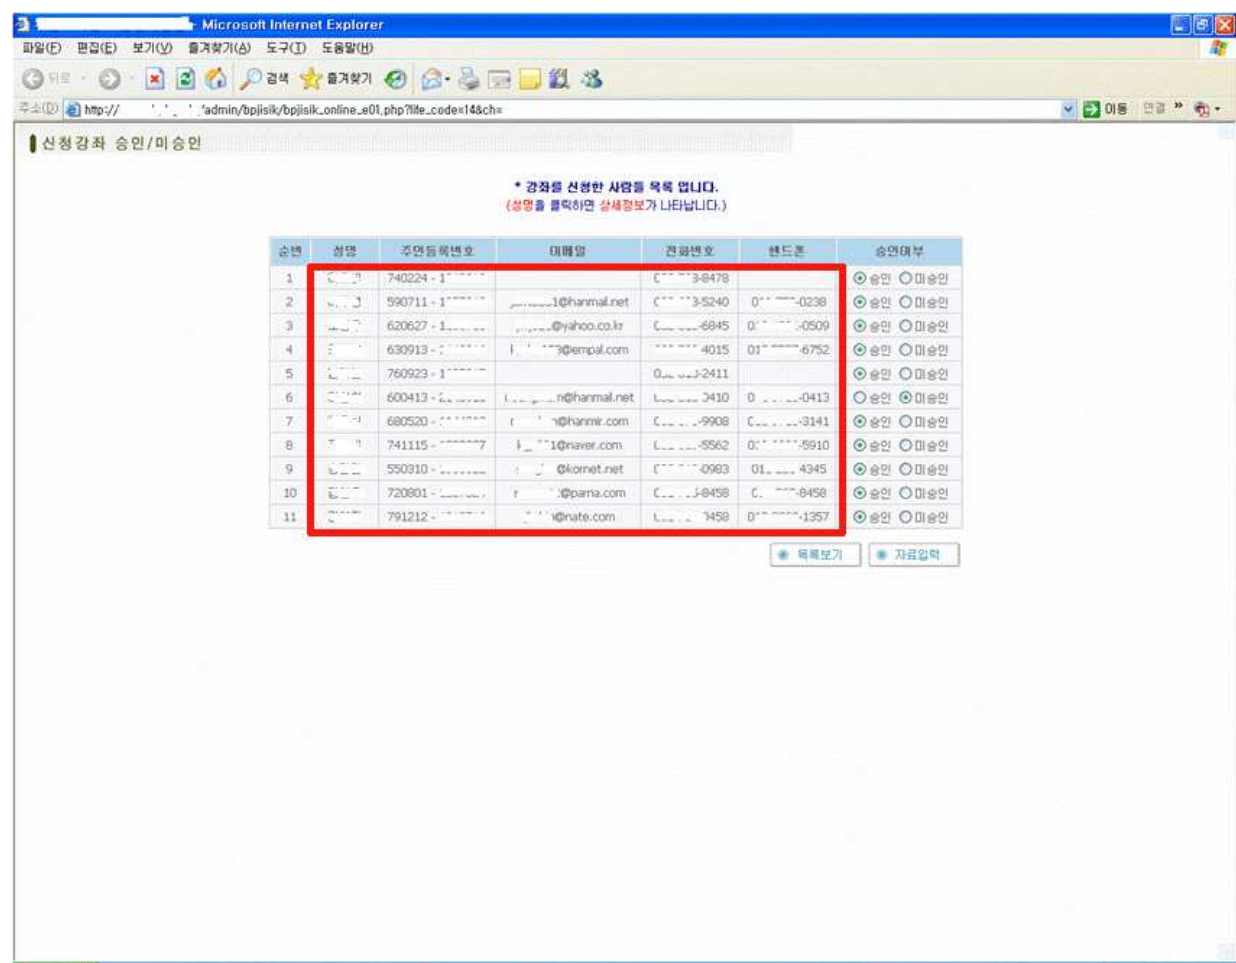 - Microsoft Internet Explorer
파일(F) 편집(E) 보기(V) 즐겨찾기(A) 도구(T) 도움말(H)
뒤로 검색 즐겨찾기
주소(D) http:// /admin/bpjisik/bpjisik_online_e01.php?life_code=14&ch= 이동 연결 »
신청강좌 승인/미승인
* 강좌를 신청한 사람들 목록 입니다.
(성명을 클릭하면 상세정보가 나타납니다.)
순번 성명 주민등록번호 이메일 전화번호 핸드폰 승인여부
1 740224 - 1 3-8478 승인 미승인
2 590711 - 1 1@hanmal.net 3-5240 -0238 승인 미승인
3 620627 - 1 @yahoo.co.kr -6845 -0509 승인 미승인
4 630913 - @empal.com 4015 -6752 승인 미승인
5 760923 - 1 -2411 승인 미승인
6 600413 - n@hanmal.net 3410 -0413 승인 미승인
7 680520 - @hanmir.com -9908 -3141 승인 미승인
8 741115 - 7 1@naver.com -5562 -5910 승인 미승인
9 550310 - @kornet.net -0983 4345 승인 미승인
10 720801 - @parna.com -8458 -8458 승인 미승인
11 791212 - @nate.com 3458 -1357 승인 미승인
목록보기 자료입력